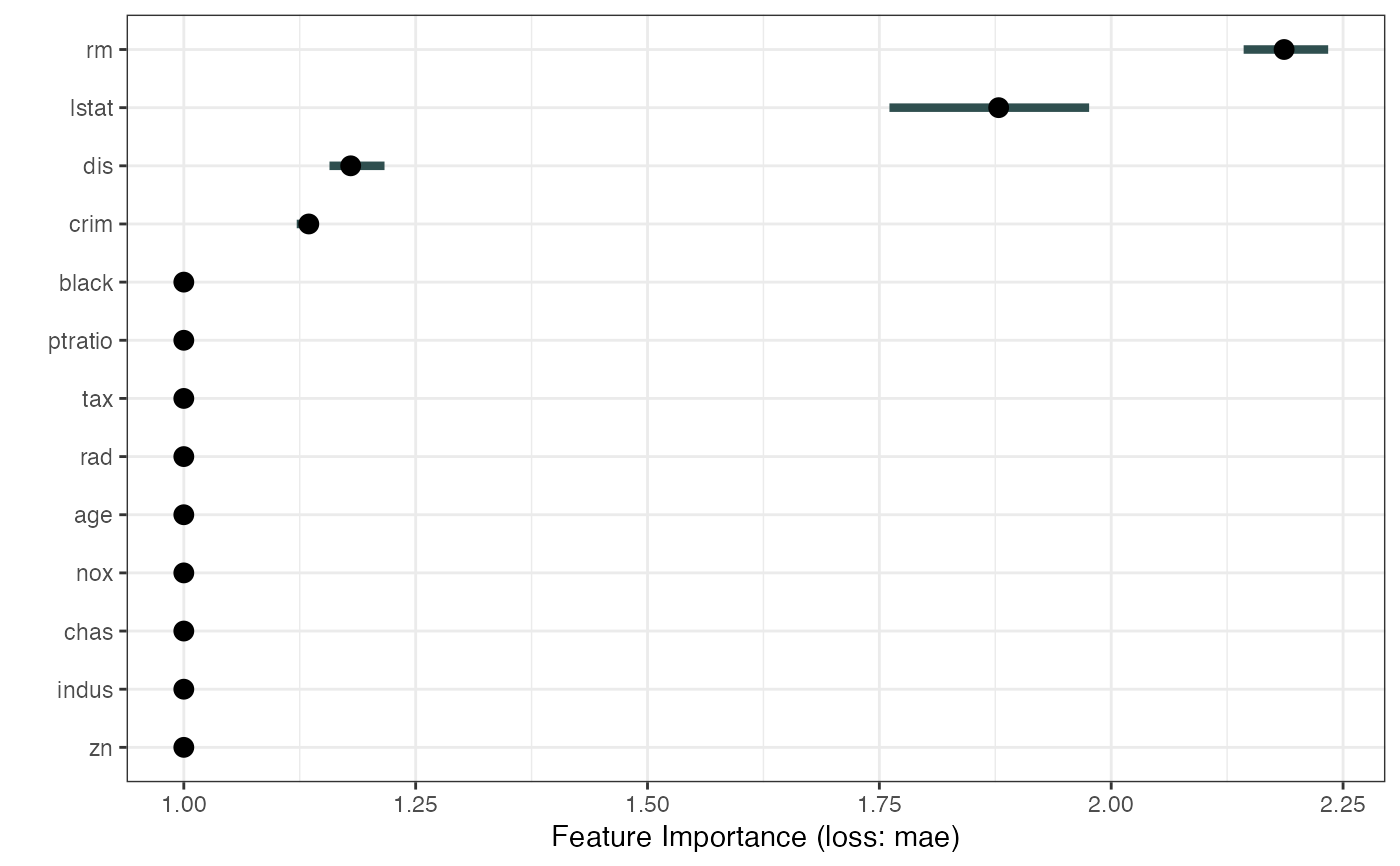 rm
lstat
dis
crim
black
ptratio
tax
rad
age
nox
chas
indus
zn
1.00 1.25 1.50 1.75 2.00 2.25
Feature Importance (loss: mae)